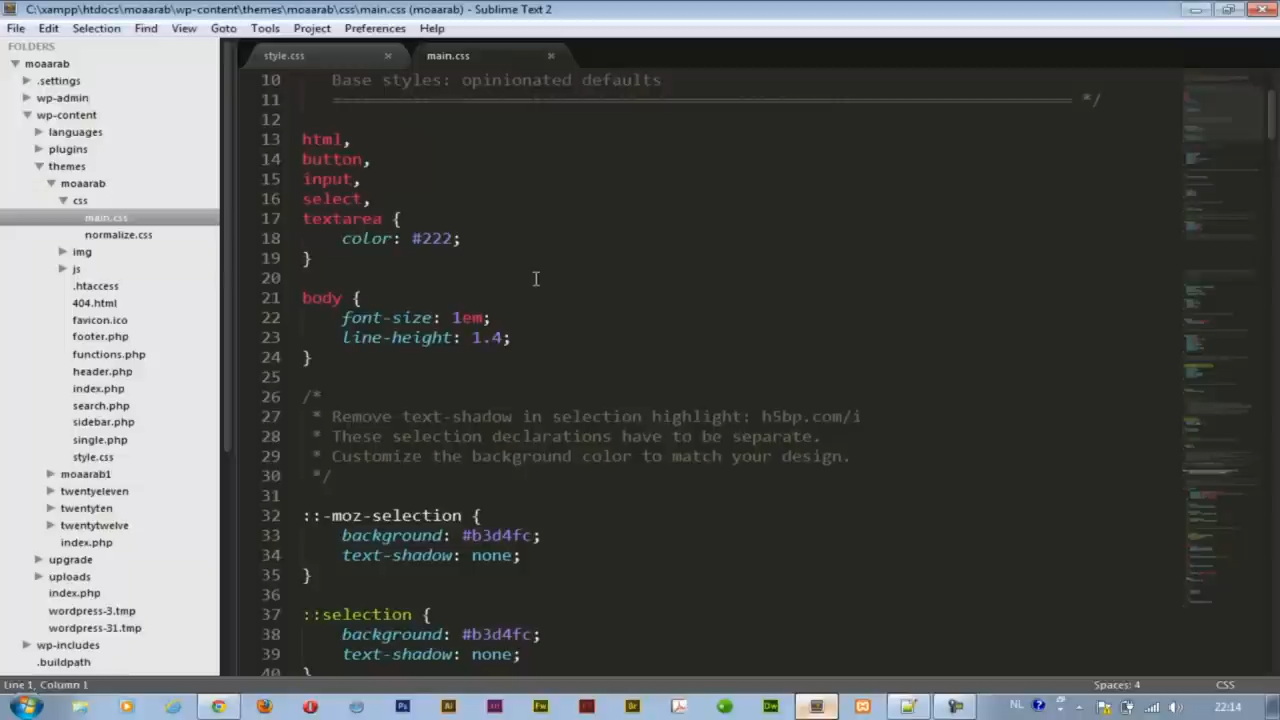 C:\xampp\htdocs\moaarab\wp-content\themes\moaarab\css\main.css (moaarab) - Sublime Text 2
File Edit Selection Find View Goto Tools Project Preferences Help
FOLDERS
moaarab
.settings
wp-admin
wp-content
languages
plugins
themes
moaarab
css
main.css
normalize.css
img
js
.htaccess
404.html
favicon.ico
footer.php
functions.php
header.php
index.php
search.php
sidebar.php
single.php
style.css
moaarab1
twentyeleven
twentyten
twentytwelve
index.php
upgrade
uploads
index.php
wordpress-3.tmp
wordpress-31.tmp
wp-includes
.buildpath
style.css main.css
10 Base styles: opinionated defaults
11 ========================================================================== */
12
13 html,
14 button,
15 input,
16 select,
17 textarea {
18 color: #222;
19 }
20
21 body {
22 font-size: 1em;
23 line-height: 1.4;
24 }
25
26 /*
27 * Remove text-shadow in selection highlight: h5bp.com/i
28 * These selection declarations have to be separate.
29 * Customize the background color to match your design.
30 */
31
32 ::-moz-selection {
33 background: #b3d4fc;
34 text-shadow: none;
35 }
36
37 ::selection {
38 background: #b3d4fc;
39 text-shadow: none;
40 }
Line 1, Column 1 Spaces: 4 CSS
Ps Ai Fw Br Dw NL 22:14